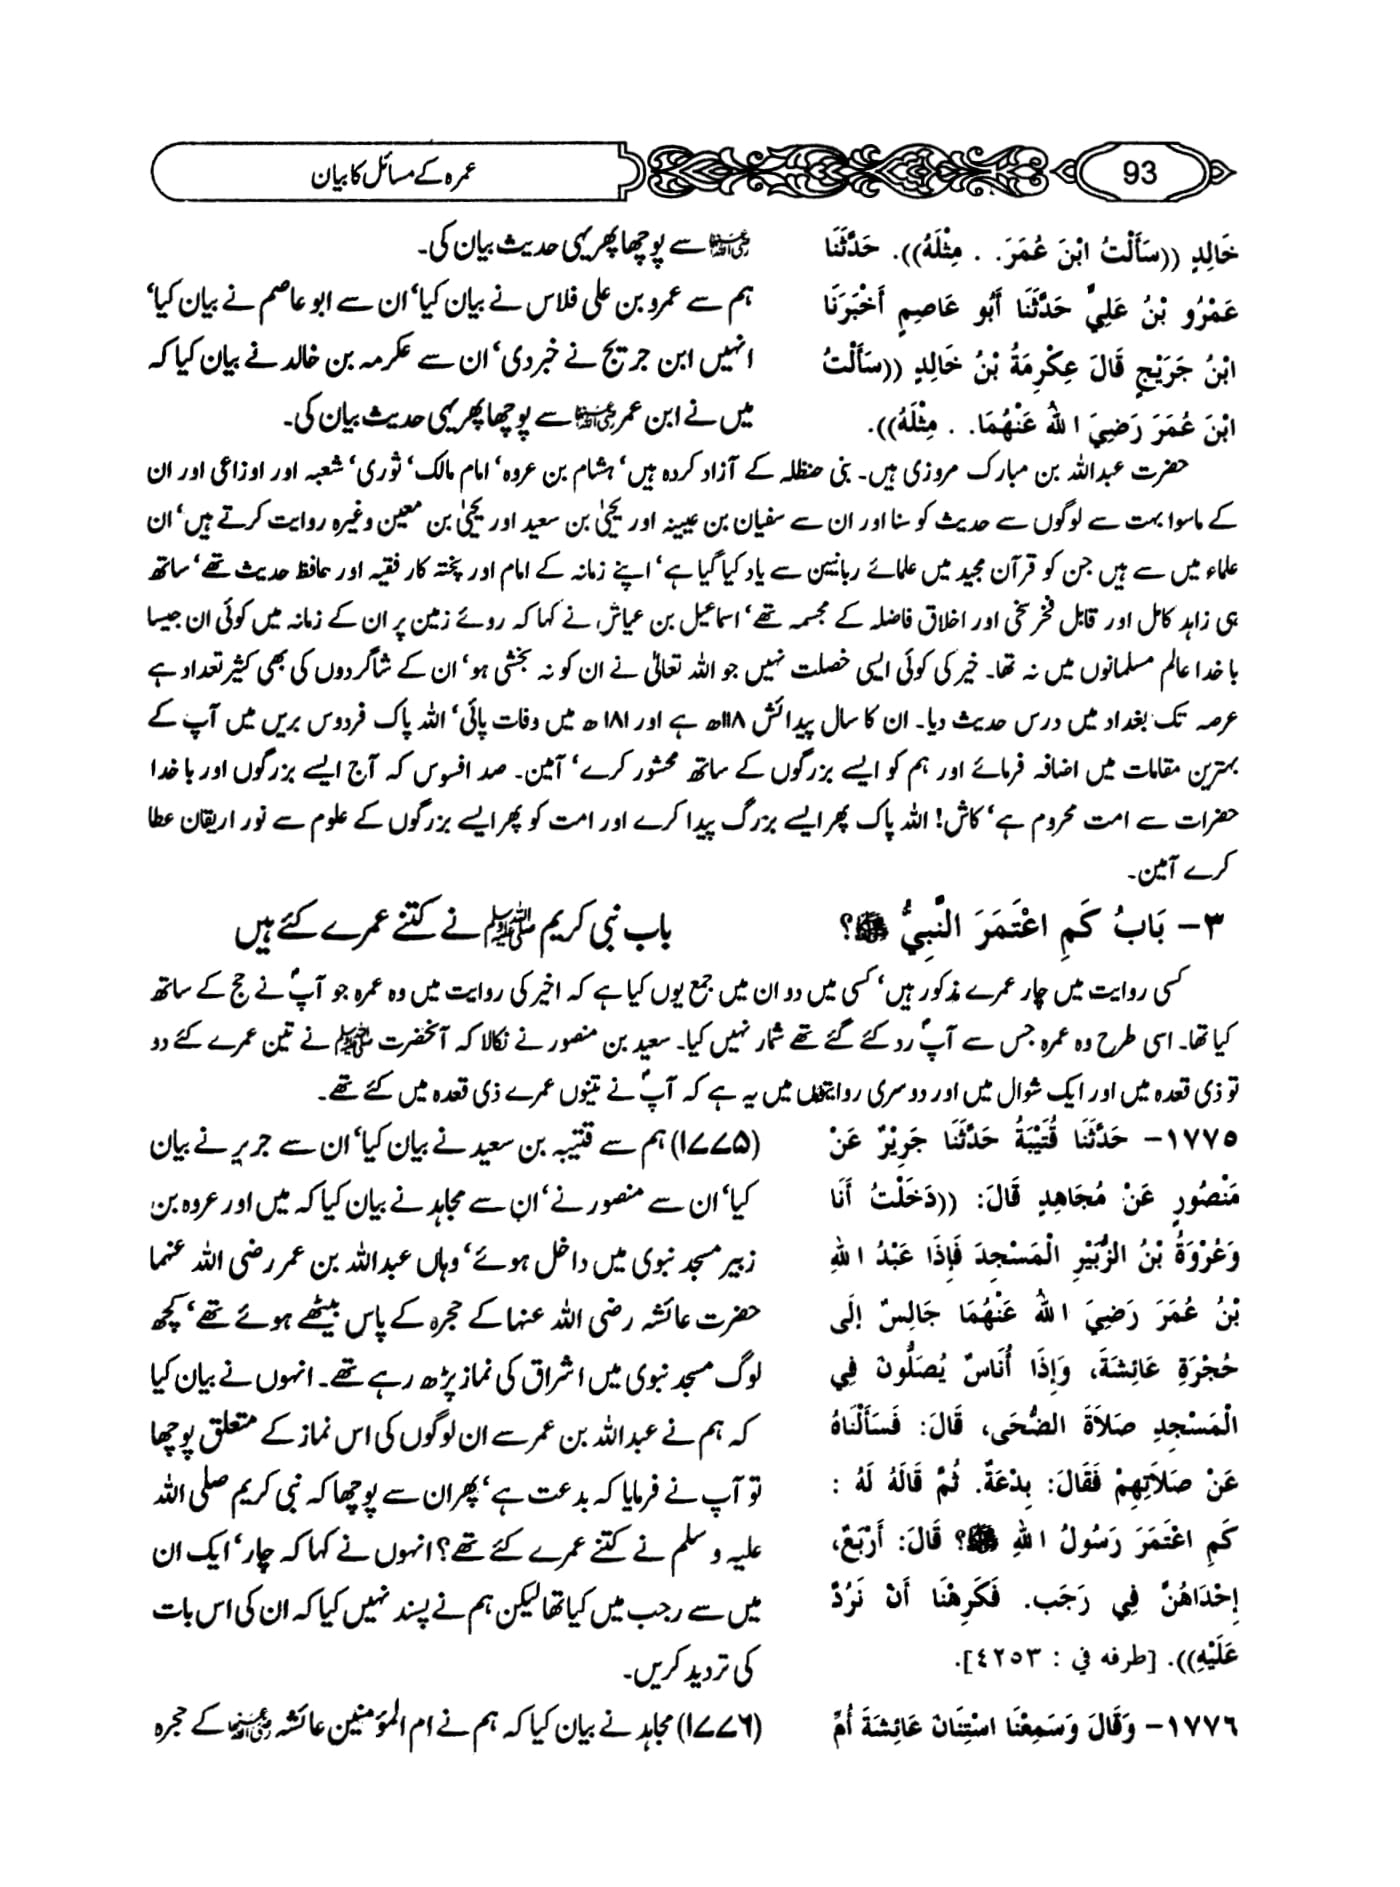 93
عمرہ کے مسائل کا بیان
خَالِدٍ ((سَأَلْتُ ابْنَ عُمَرَ. . مِثْلَهُ)). حَدَّثَنَا
عَمْرُو بْنُ عَلِيٍّ حَدَّثَنَا أَبُو عَاصِمٍ أَخْبَرَنَا
ابْنُ جَرَيْجٍ قَالَ عِكْرِمَةُ بْنُ خَالِدٍ ((سَأَلْتُ
ابْنَ عُمَرَ رَضِيَ اللهُ عَنْهُمَا. . مِثْلَهُ)).
رضی اللہ عنہ سے پوچھا پھر یہی حدیث بیان کی۔
ہم سے عمرو بن علی فلاس نے بیان کیا‘ ان سے ابو عاصم نے بیان کیا‘
انہیں ابن جریج نے خبر دی‘ ان سے عکرمہ بن خالد نے بیان کیا کہ
میں نے ابن عمر رضی اللہ عنہما سے پوچھا پھر یہی حدیث بیان کی۔
حضرت عبداللہ بن مبارک مروزی ہیں۔ بنی حنظلہ کے آزاد کردہ ہیں‘ ہشام بن عروہ‘ امام مالک‘ ثوری‘ شعبہ اور اوزاعی اور ان
کے ماسوا بہت سے لوگوں سے حدیث کو سنا اور ان سے سفیان بن عیینہ اور یحیٰی بن سعید اور یحیٰی بن معین وغیرہ روایت کرتے ہیں‘ ان
علماء میں سے ہیں جن کو قرآن مجید میں علمائے ربانیین سے یاد کیا گیا ہے‘ اپنے زمانہ کے امام اور پختہ کار فقیہ اور حافظ حدیث تھے‘ ساتھ
ہی زاہد کامل اور قابل فخر سخی اور اخلاق فاضلہ کے مجسمہ تھے‘ اسماعیل بن عیاش نے کہا کہ روئے زمین پر ان کے زمانہ میں کوئی ان جیسا
با خدا عالم مسلمانوں میں نہ تھا۔ خیر کی کوئی ایسی خصلت نہیں جو اللہ تعالیٰ نے ان کو نہ بخشی ہو‘ ان کے شاگردوں کی بھی کثیر تعداد ہے
عرصہ تک بغداد میں درس حدیث دیا۔ ان کا سال پیدائش ۱۱۸ھ ہے اور ۱۸۱ ھ میں وفات پائی‘ اللہ پاک فردوس بریں میں آپ کے
بہترین مقامات میں اضافہ فرمائے اور ہم کو ایسے بزرگوں کے ساتھ محشور کرے‘ آمین۔ صد افسوس کہ آج ایسے بزرگوں اور باخدا
حضرات سے امت محروم ہے‘ کاش! اللہ پاک پھر ایسے بزرگ پیدا کرے اور امت کو پھر ایسے بزرگوں کے علوم سے نور اریقان عطا
کرے آمین۔
٣- بَابُ كَمِ اعْتَمَرَ النَّبِيُّ ﷺ؟
باب نبی کریم ﷺ نے کتنے عمرے کئے ہیں
کسی روایت میں چار عمرے مذکور ہیں‘ کسی میں دو ان میں جمع یوں کیا ہے کہ اخیر کی روایت میں وہ عمرہ جو آپؐ نے حج کے ساتھ
کیا تھا۔ اسی طرح وہ عمرہ جس سے آپؐ رد کئے گئے تھے شمار نہیں کیا۔ سعید بن منصور نے نکالا کہ آنحضرت ﷺ نے تین عمرے کئے دو
تو ذی قعدہ میں اور ایک شوال میں اور دوسری روایتوں میں یہ ہے کہ آپؐ نے تینوں عمرے ذی قعدہ میں کئے تھے۔
١٧٧٥- حَدَّثَنَا قُتَيْبَةُ حَدَّثَنَا جَرِيْرٌ عَنْ
مَنْصُورٍ عَنْ مُجَاهِدٍ قَالَ: ((دَخَلْتُ أَنَا
وَعُرْوَةُ بْنُ الزُّبَيْرِ الْمَسْجِدَ فَإِذَا عَبْدُ اللهِ
بْنُ عُمَرَ رَضِيَ اللهُ عَنْهُمَا جَالِسٌ إِلَى
حُجْرَةِ عَائِشَةَ، وَإِذَا أُنَاسٌ يُصَلُّونَ فِي
الْمَسْجِدِ صَلاَةَ الضُّحَى، قَالَ: فَسَأَلْنَاهُ
عَنْ صَلاَتِهِمْ فَقَالَ: بِدْعَةٌ. ثُمَّ قَالَهُ لَهُ :
كَمِ اعْتَمَرَ رَسُولُ اللهِ ﷺ؟ قَالَ: أَرْبَعٌ،
إِحْدَاهُنَّ فِي رَجَب. فَكَرِهْنَا أَنْ نَرُدَّ
عَلَيْهِ)). [طرفه في : ٤٢٥٣].
(۱۷۷۵) ہم سے قتیبہ بن سعید نے بیان کیا‘ ان سے جریر نے بیان
کیا‘ ان سے منصور نے‘ ان سے مجاہد نے بیان کیا کہ میں اور عروہ بن
زبیر مسجد نبوی میں داخل ہوئے‘ وہاں عبداللہ بن عمر رضی اللہ عنہما
حضرت عائشہ رضی اللہ عنہا کے حجرہ کے پاس بیٹھے ہوئے تھے‘ کچھ
لوگ مسجد نبوی میں اشراق کی نماز پڑھ رہے تھے۔ انہوں نے بیان کیا
کہ ہم نے عبداللہ بن عمر سے ان لوگوں کی اس نماز کے متعلق پوچھا
تو آپ نے فرمایا کہ بدعت ہے‘ پھر ان سے پوچھا کہ نبی کریم صلی اللہ
علیہ وسلم نے کتنے عمرے کئے تھے؟ انہوں نے کہا کہ چار‘ ایک ان
میں سے رجب میں کیا تھا لیکن ہم نے پسند نہیں کیا کہ ان کی اس بات
کی تردید کریں۔
١٧٧٦- وَقَالَ وَسَمِعْنَا اسْتِنَانَ عَائِشَةَ أُمِّ
(۱۷۷۶) مجاہد نے بیان کیا کہ ہم نے ام المؤمنین عائشہ رضی اللہ عنہا کے حجرہ